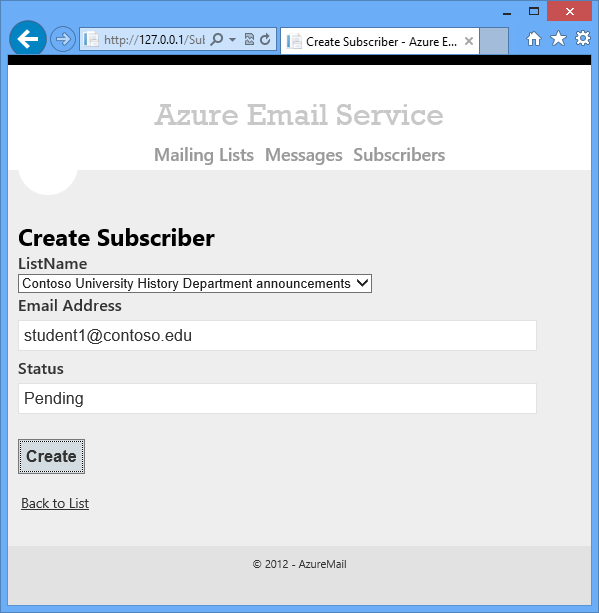 http://127.0.0.1/Sul
Create Subscriber - Azure E...
Azure Email Service
Mailing Lists Messages Subscribers
Create Subscriber
ListName
Contoso University History Department announcements
Email Address
student1@contoso.edu
Status
Pending
Create
Back to List
© 2012 - AzureMail